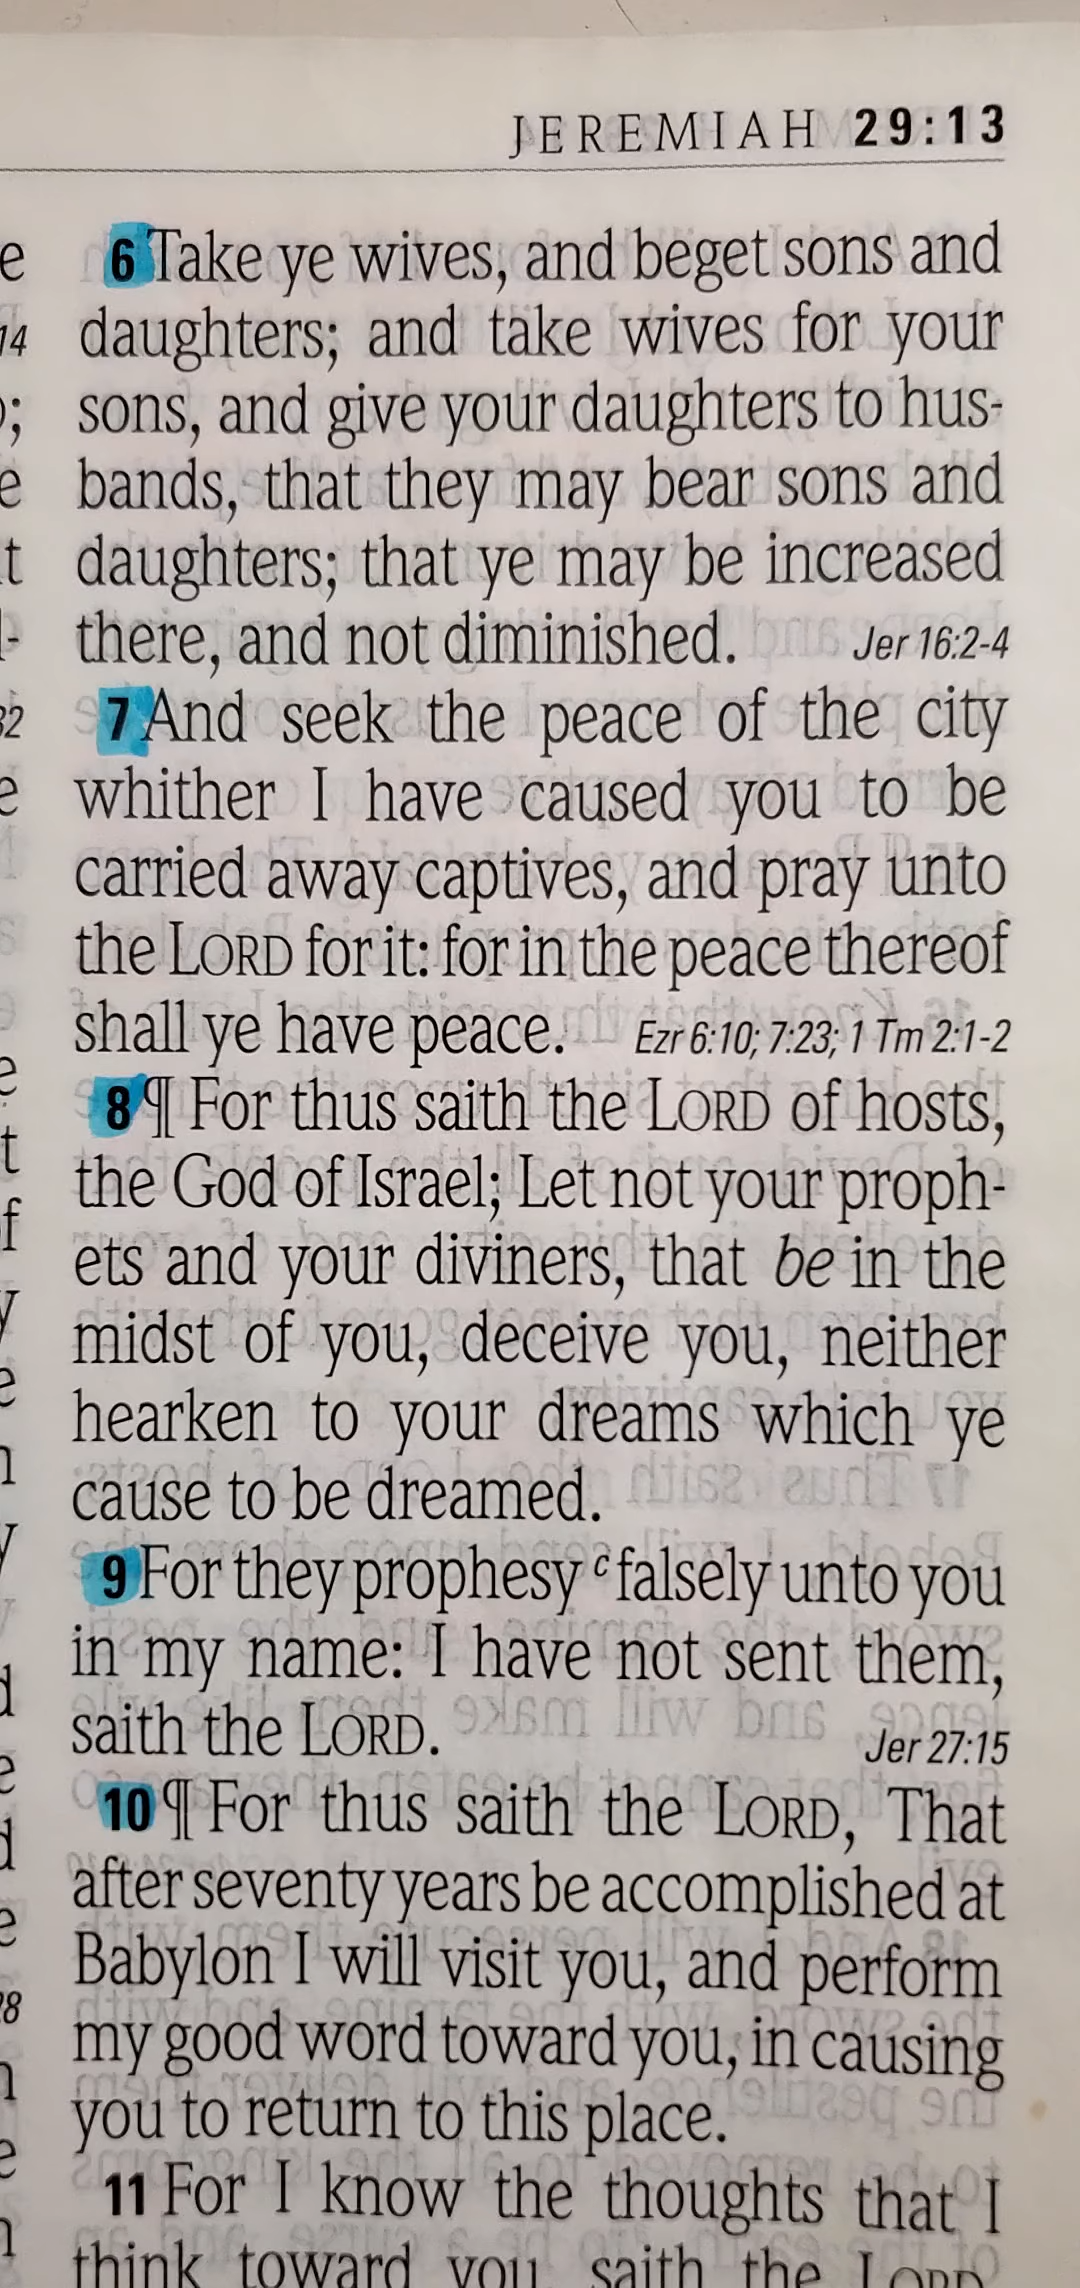 JEREMIAH 29:13
6 Take ye wives, and beget sons and
daughters; and take wives for your
sons, and give your daughters to hus-
bands, that they may bear sons and
daughters; that ye may be increased
there, and not diminished. Jer 16:2-4
7 And seek the peace of the city
whither I have caused you to be
carried away captives, and pray unto
the LORD for it: for in the peace thereof
shall ye have peace. Ezr 6:10; 7:23; 1 Tm 2:1-2
8 ¶ For thus saith the LORD of hosts,
the God of Israel; Let not your proph-
ets and your diviners, that be in the
midst of you, deceive you, neither
hearken to your dreams which ye
cause to be dreamed.
9 For they prophesy c falsely unto you
in my name: I have not sent them,
saith the LORD. Jer 27:15
10 ¶ For thus saith the LORD, That
after seventy years be accomplished at
Babylon I will visit you, and perform
my good word toward you, in causing
you to return to this place.
11 For I know the thoughts that I
think toward you, saith the LORD,